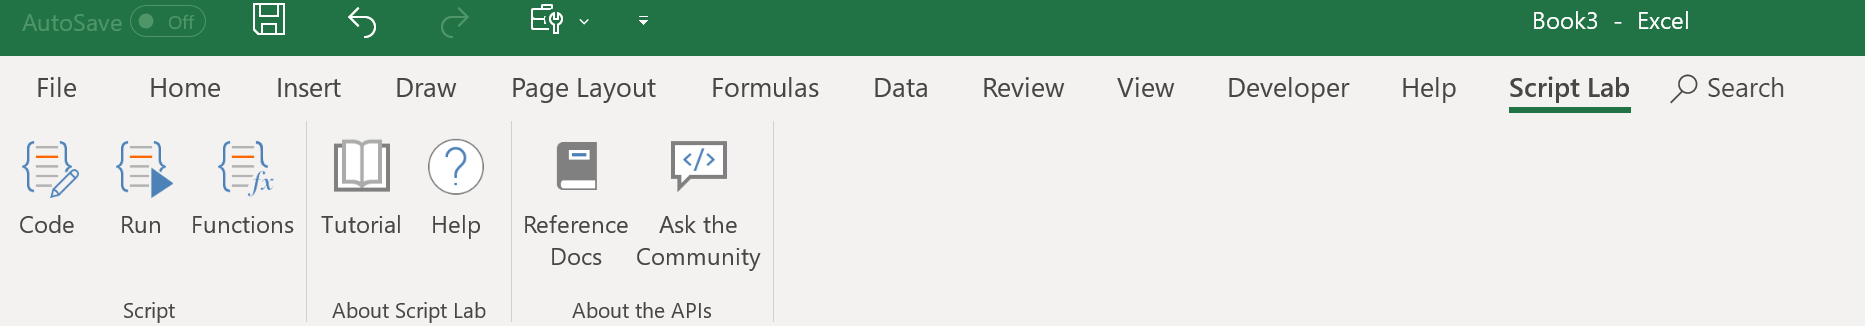 AutoSave Off Book3 - Excel
File Home Insert Draw Page Layout Formulas Data Review View Developer Help Script Lab Search
Code Run Functions Tutorial Help Reference Docs Ask the Community
Script About Script Lab About the APIs